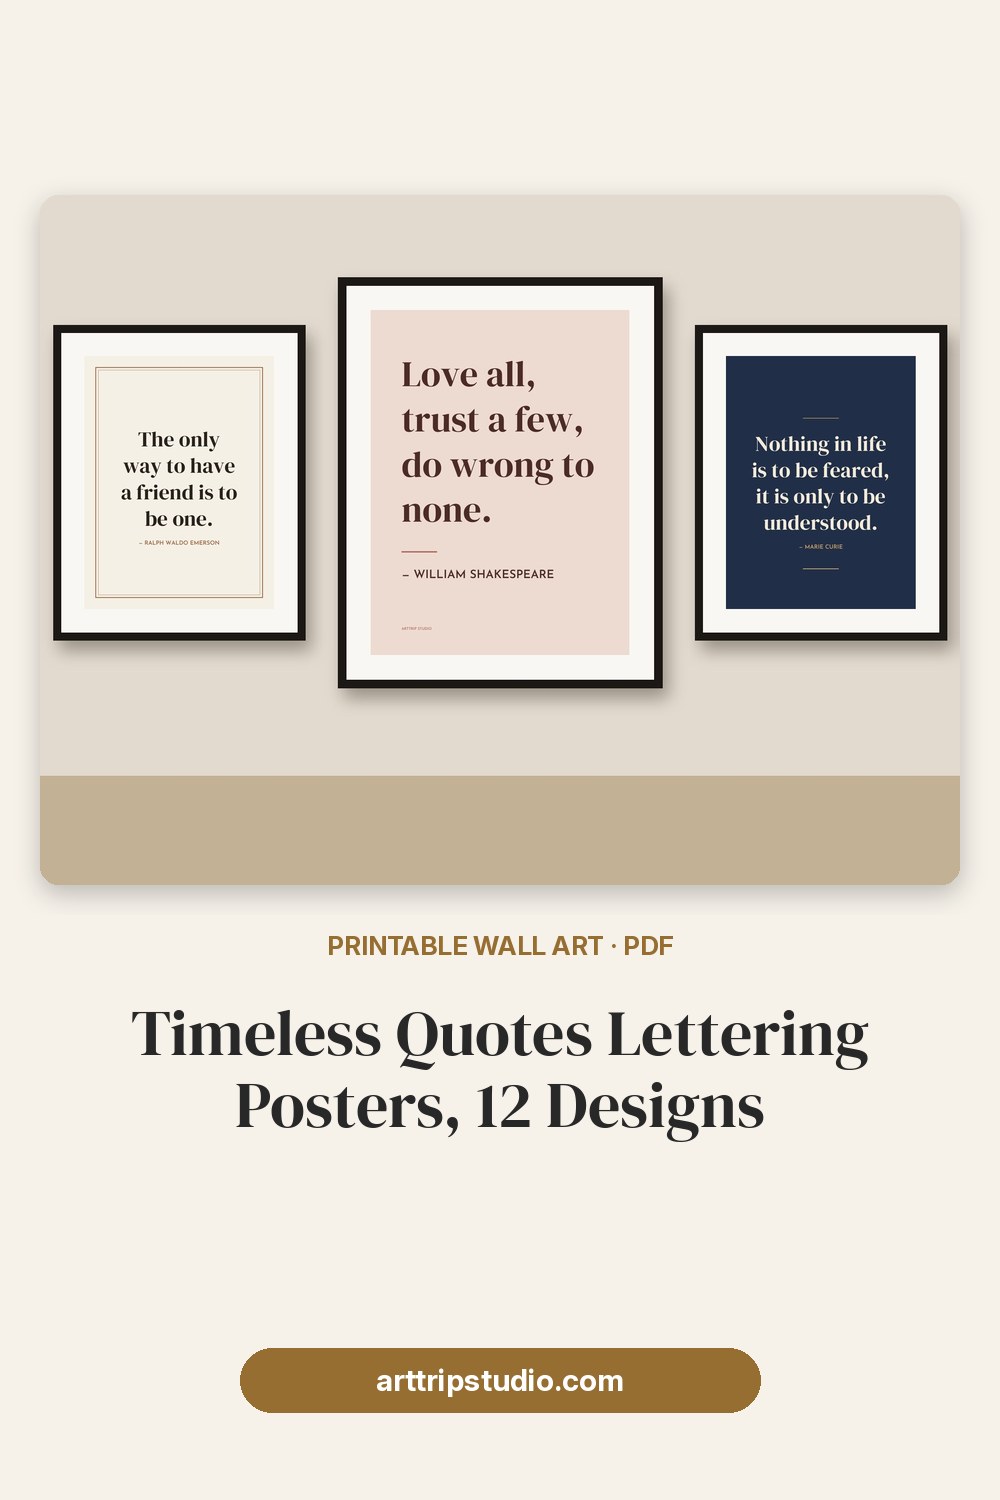 The only
way to have
a friend is to
be one.
– RALPH WALDO EMERSON
Love all,
trust a few,
do wrong to
none.
– WILLIAM SHAKESPEARE
ARTTRIP STUDIO
Nothing in life
is to be feared,
it is only to be
understood.
– MARIE CURIE
PRINTABLE WALL ART · PDF
Timeless Quotes Lettering
Posters, 12 Designs
arttripstudio.com